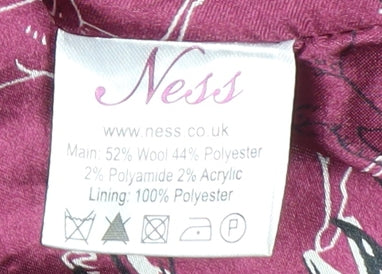 Ness
www.ness.co.uk
Main: 52% Wool 44% Polyester
2% Polyamide 2% Acrylic
Lining: 100% Polyester
P